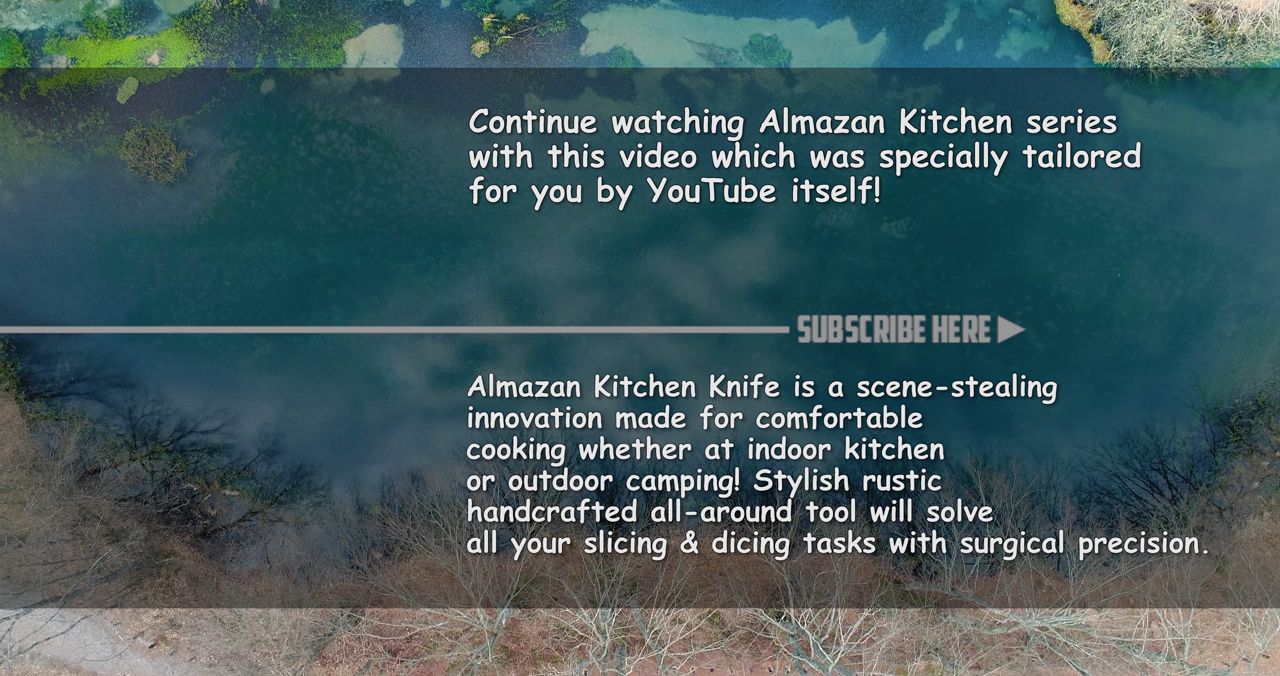 Continue watching Almazan Kitchen series
with this video which was specially tailored
for you by YouTube itself!
SUBSCRIBE HERE
Almazan Kitchen Knife is a scene-stealing
innovation made for comfortable
cooking whether at indoor kitchen
or outdoor camping! Stylish rustic
handcrafted all-around tool will solve
all your slicing & dicing tasks with surgical precision.